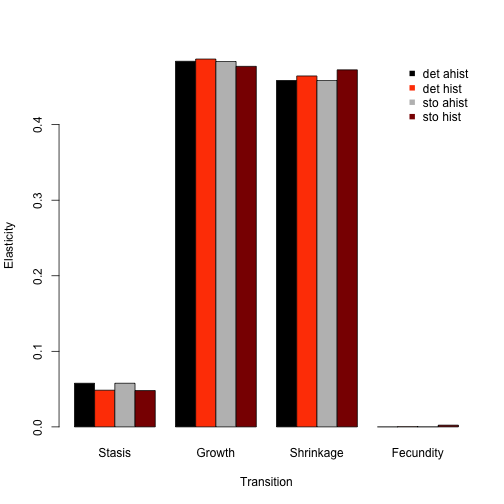 det ahist
det hist
sto ahist
sto hist
0.4
0.3
0.2
0.1
0.0
Elasticity
Stasis Growth Shrinkage Fecundity
Transition